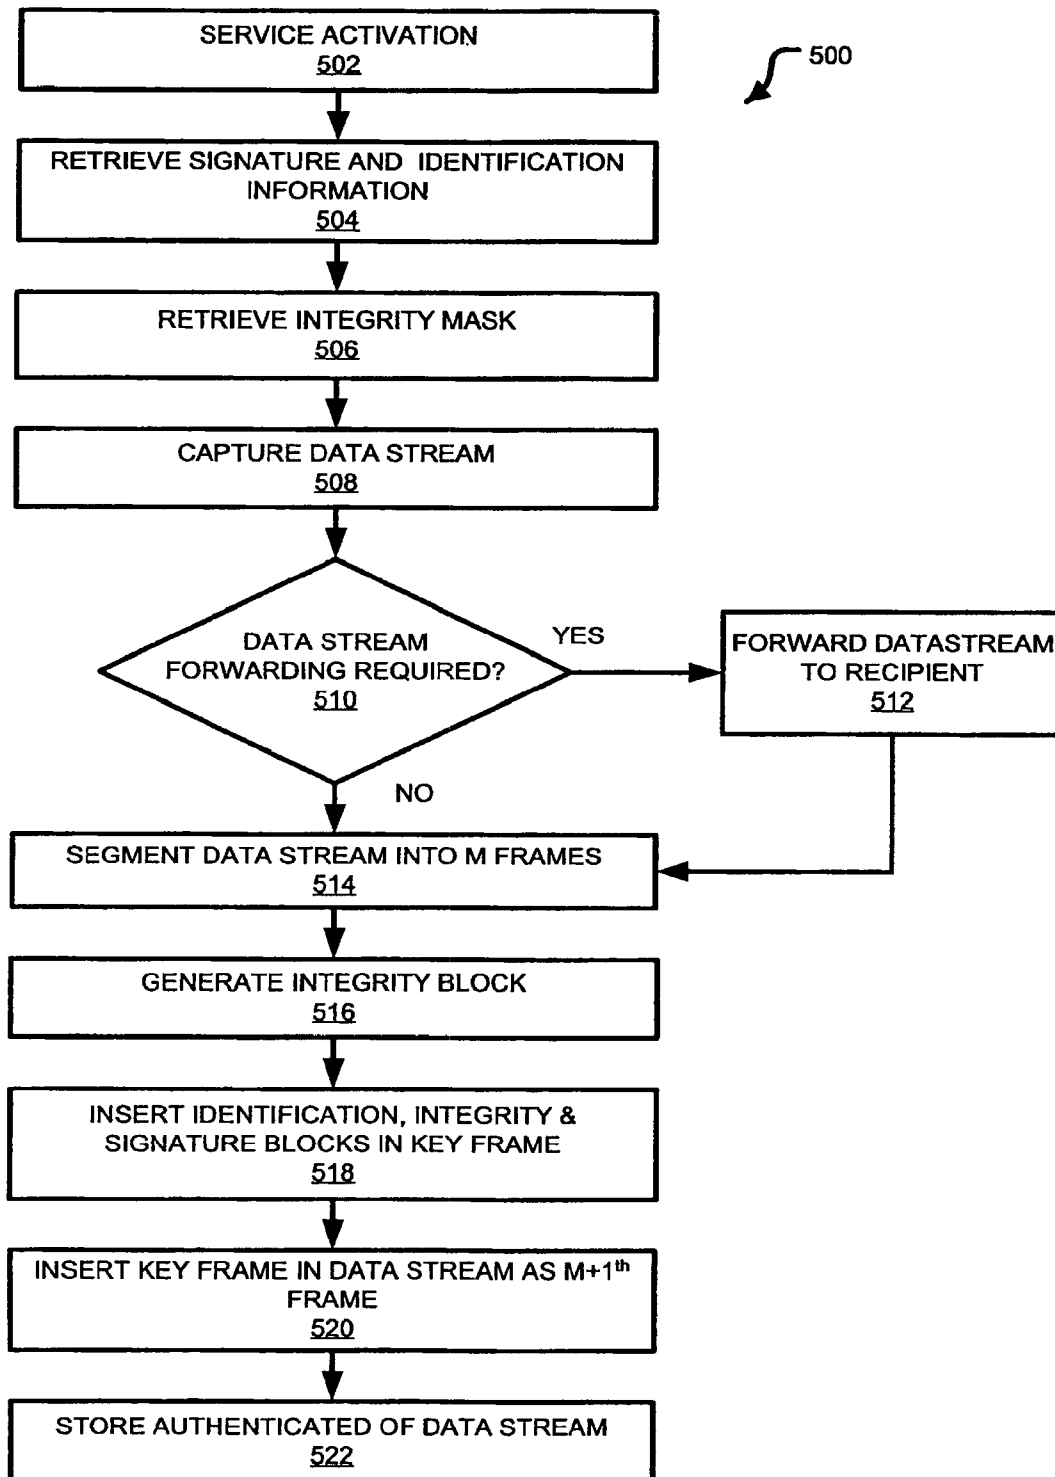 SERVICE ACTIVATION
502
500
RETRIEVE SIGNATURE AND IDENTIFICATION
INFORMATION
504
RETRIEVE INTEGRITY MASK
506
CAPTURE DATA STREAM
508
DATA STREAM
FORWARDING REQUIRED?
510
YES
FORWARD DATASTREAM
TO RECIPIENT
512
NO
SEGMENT DATA STREAM INTO M FRAMES
514
GENERATE INTEGRITY BLOCK
516
INSERT IDENTIFICATION, INTEGRITY &
SIGNATURE BLOCKS IN KEY FRAME
518
INSERT KEY FRAME IN DATA STREAM AS M+1th
FRAME
520
STORE AUTHENTICATED OF DATA STREAM
522